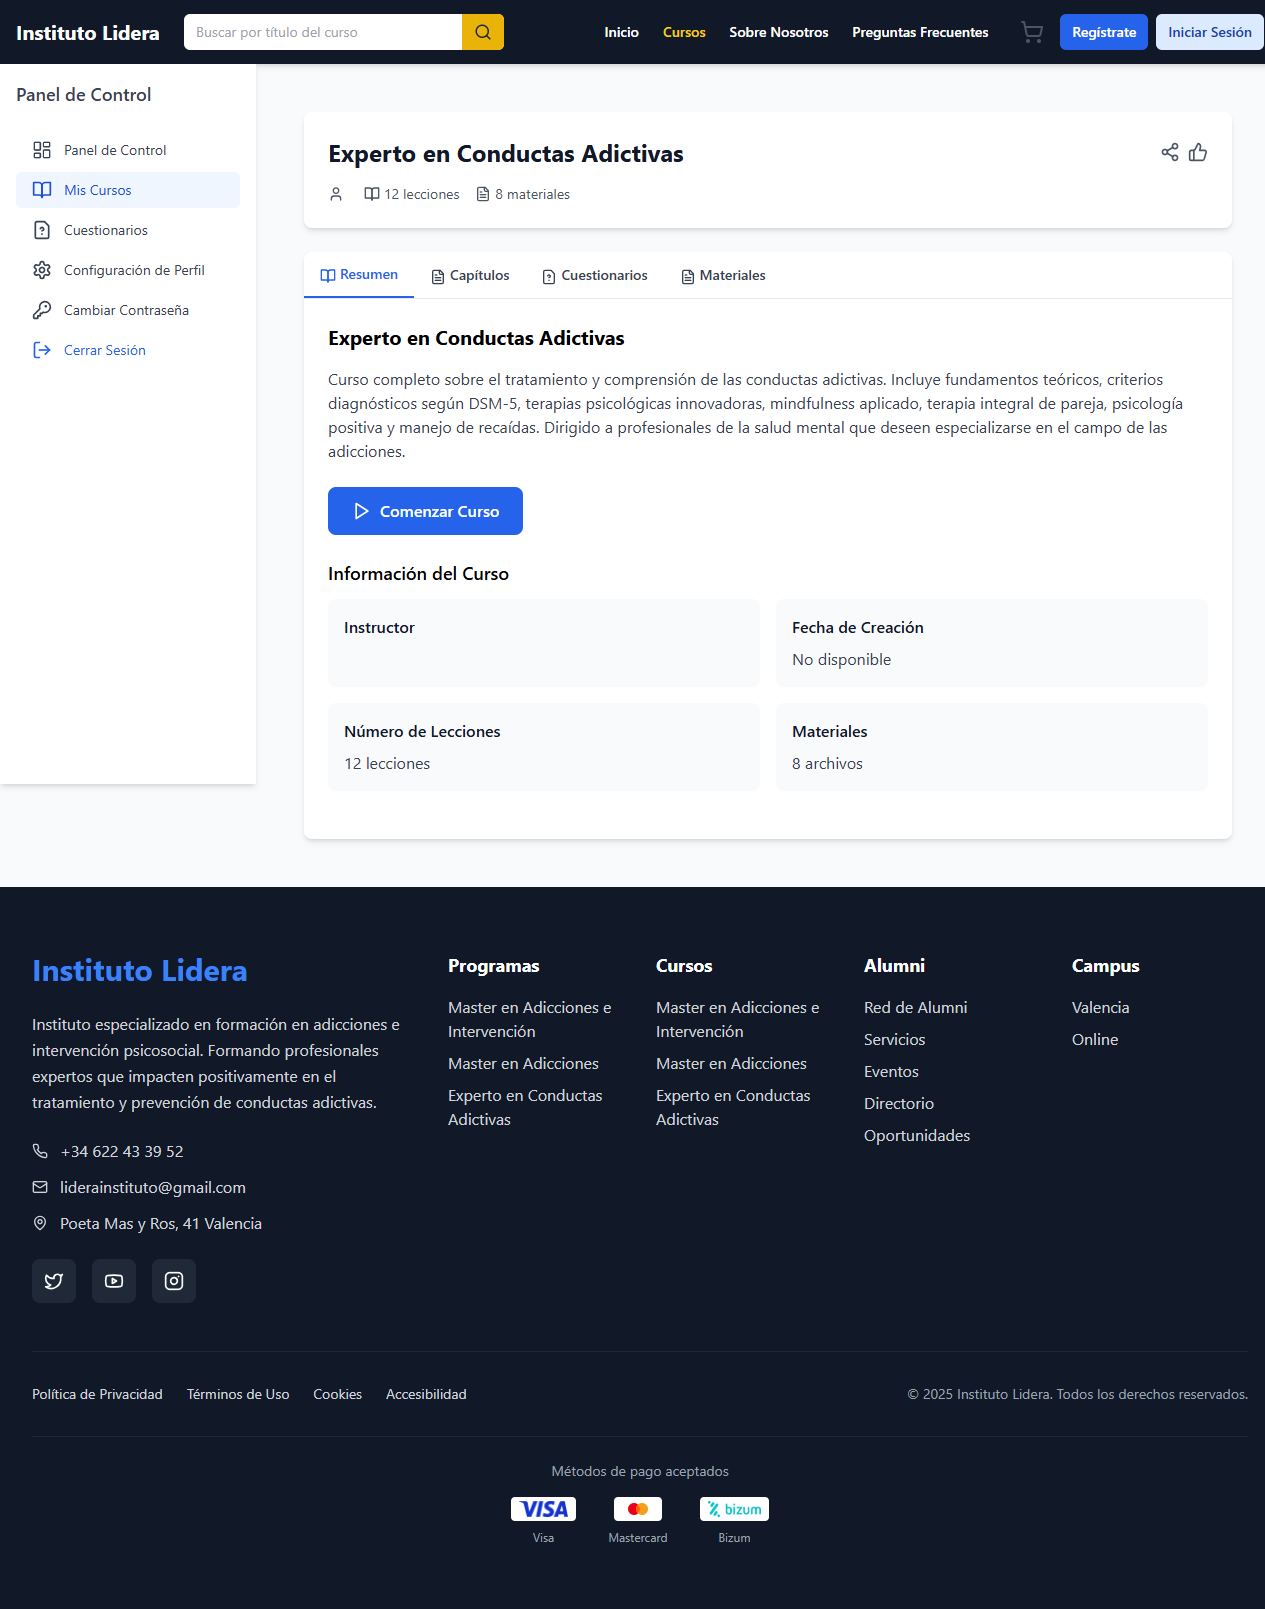 Instituto Lidera
Buscar por título del curso
Inicio
Cursos
Sobre Nosotros
Preguntas Frecuentes
Regístrate
Iniciar Sesión
Panel de Control
Panel de Control
Mis Cursos
Cuestionarios
Configuración de Perfil
Cambiar Contraseña
Cerrar Sesión
Experto en Conductas Adictivas
12 lecciones
8 materiales
Resumen
Capítulos
Cuestionarios
Materiales
Experto en Conductas Adictivas
Curso completo sobre el tratamiento y comprensión de las conductas adictivas. Incluye fundamentos teóricos, criterios
diagnósticos según DSM-5, terapias psicológicas innovadoras, mindfulness aplicado, terapia integral de pareja, psicología
positiva y manejo de recaídas. Dirigido a profesionales de la salud mental que deseen especializarse en el campo de las
adicciones.
Comenzar Curso
Información del Curso
Instructor
Fecha de Creación
No disponible
Número de Lecciones
12 lecciones
Materiales
8 archivos
Instituto Lidera
Instituto especializado en formación en adicciones e
intervención psicosocial. Formando profesionales
expertos que impacten positivamente en el
tratamiento y prevención de conductas adictivas.
+34 622 43 39 52
liderainstituto@gmail.com
Poeta Mas y Ros, 41 Valencia
Programas
Master en Adicciones e
Intervención
Master en Adicciones
Experto en Conductas
Adictivas
Cursos
Master en Adicciones e
Intervención
Master en Adicciones
Experto en Conductas
Adictivas
Alumni
Red de Alumni
Servicios
Eventos
Directorio
Oportunidades
Campus
Valencia
Online
Política de Privacidad
Términos de Uso
Cookies
Accesibilidad
© 2025 Instituto Lidera. Todos los derechos reservados.
Métodos de pago aceptados
VISA
bizum
Visa
Mastercard
Bizum